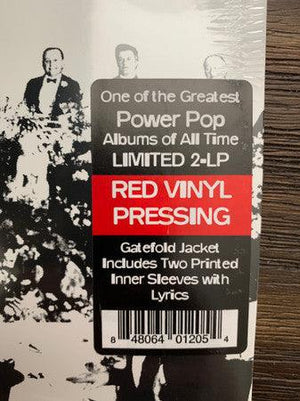 One of the Greatest
Power Pop
Albums of All Time
LIMITED 2-LP
RED VINYL
PRESSING
Gatefold Jacket
Includes Two Printed
Inner Sleeves with
Lyrics
8 48064 01205 4